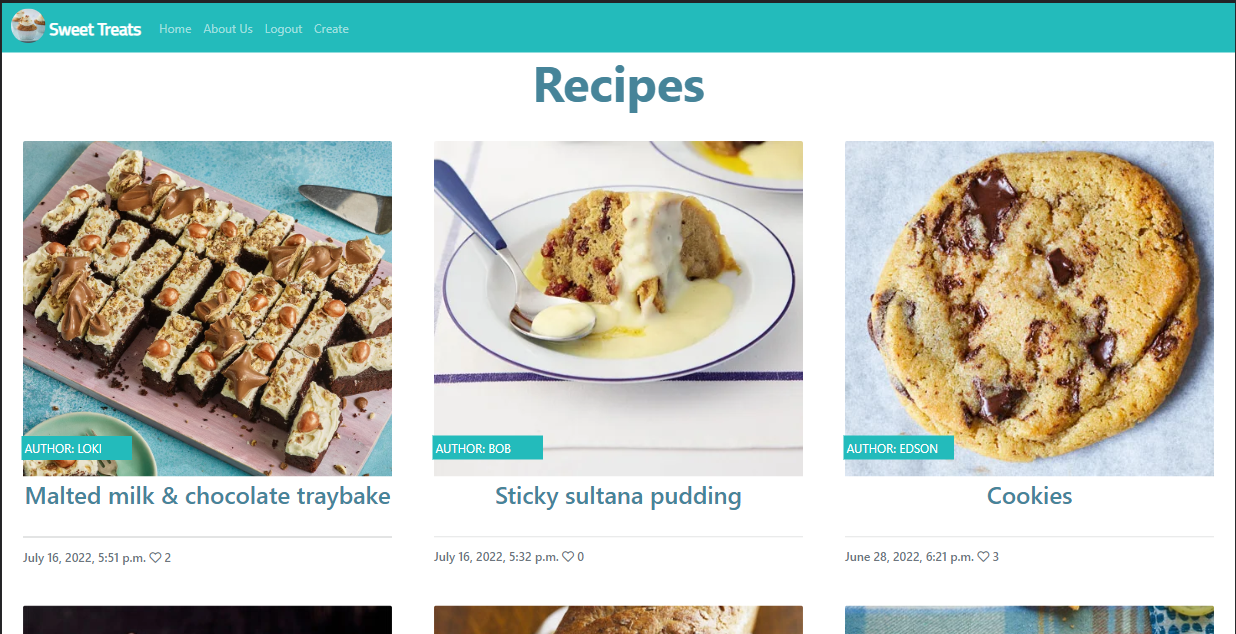 Sweet Treats Home About Us Logout Create
Recipes
AUTHOR: LOKI
Malted milk & chocolate traybake
July 16, 2022, 5:51 p.m. 2
AUTHOR: BOB
Sticky sultana pudding
July 16, 2022, 5:32 p.m. 0
AUTHOR: EDSON
Cookies
June 28, 2022, 6:21 p.m. 3